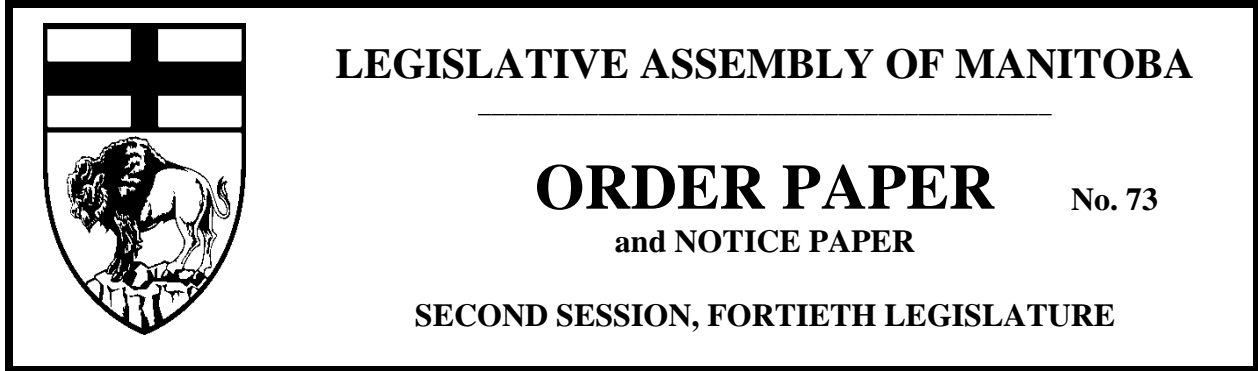 LEGISLATIVE ASSEMBLY OF MANITOBA
ORDER PAPER No. 73
and NOTICE PAPER
SECOND SESSION, FORTIETH LEGISLATURE